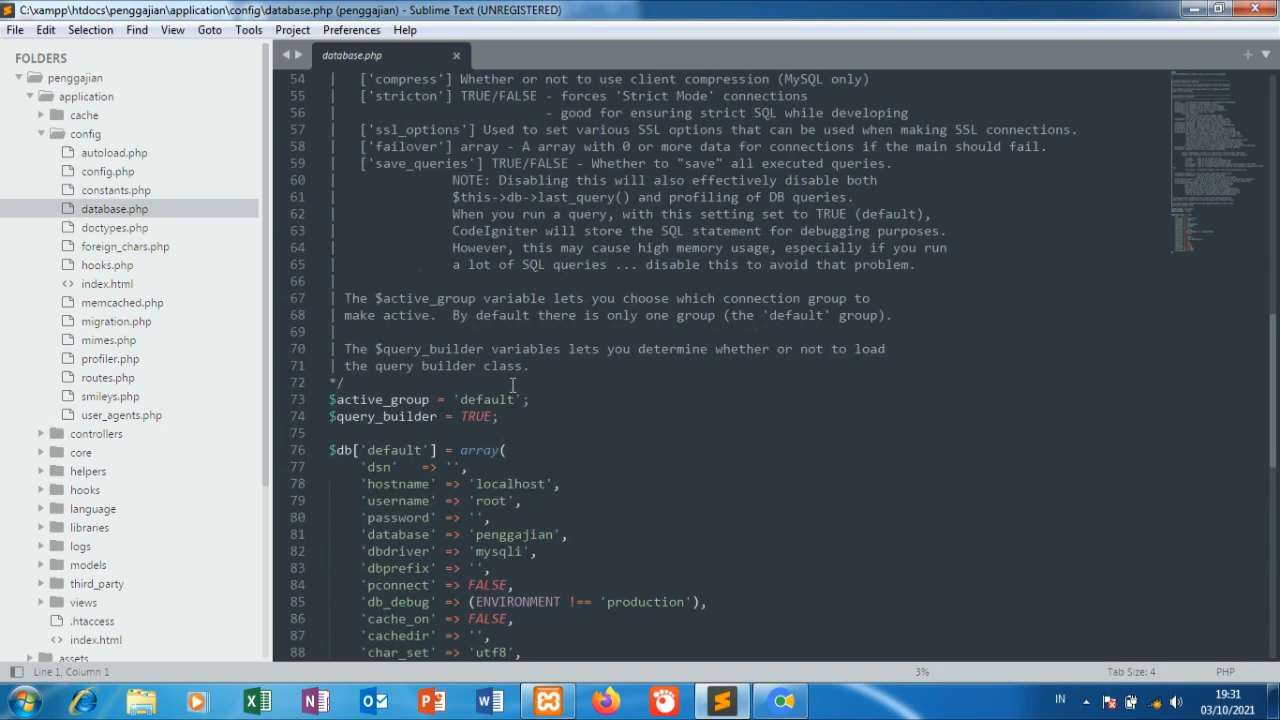 C:\xampp\htdocs\penggajian\application\config\database.php (penggajian) - Sublime Text (UNREGISTERED)
File Edit Selection Find View Goto Tools Project Preferences Help
FOLDERS
penggajian
application
cache
config
autoload.php
config.php
constants.php
database.php
doctypes.php
foreign_chars.php
hooks.php
index.html
memcached.php
migration.php
mimes.php
profiler.php
routes.php
smileys.php
user_agents.php
controllers
core
helpers
hooks
language
libraries
logs
models
third_party
views
.htaccess
index.html
assets
database.php
54 | ['compress'] Whether or not to use client compression (MySQL only)
55 | ['stricton'] TRUE/FALSE - forces 'Strict Mode' connections
56 | - good for ensuring strict SQL while developing
57 | ['ssl_options'] Used to set various SSL options that can be used when making SSL connections.
58 | ['failover'] array - A array with 0 or more data for connections if the main should fail.
59 | ['save_queries'] TRUE/FALSE - Whether to "save" all executed queries.
60 | NOTE: Disabling this will also effectively disable both
61 | $this->db->last_query() and profiling of DB queries.
62 | When you run a query, with this setting set to TRUE (default),
63 | CodeIgniter will store the SQL statement for debugging purposes.
64 | However, this may cause high memory usage, especially if you run
65 | a lot of SQL queries ... disable this to avoid that problem.
66 |
67 | The $active_group variable lets you choose which connection group to
68 | make active. By default there is only one group (the 'default' group).
69 |
70 | The $query_builder variables lets you determine whether or not to load
71 | the query builder class.
72 */
73 $active_group = 'default';
74 $query_builder = TRUE;
75
76 $db['default'] = array(
77 'dsn' => '',
78 'hostname' => 'localhost',
79 'username' => 'root',
80 'password' => '',
81 'database' => 'penggajian',
82 'dbdriver' => 'mysqli',
83 'dbprefix' => '',
84 'pconnect' => FALSE,
85 'db_debug' => (ENVIRONMENT !== 'production'),
86 'cache_on' => FALSE,
87 'cachedir' => '',
88 'char_set' => 'utf8',
Line 1, Column 1 3% Tab Size: 4 PHP
IN
19:31
03/10/2021